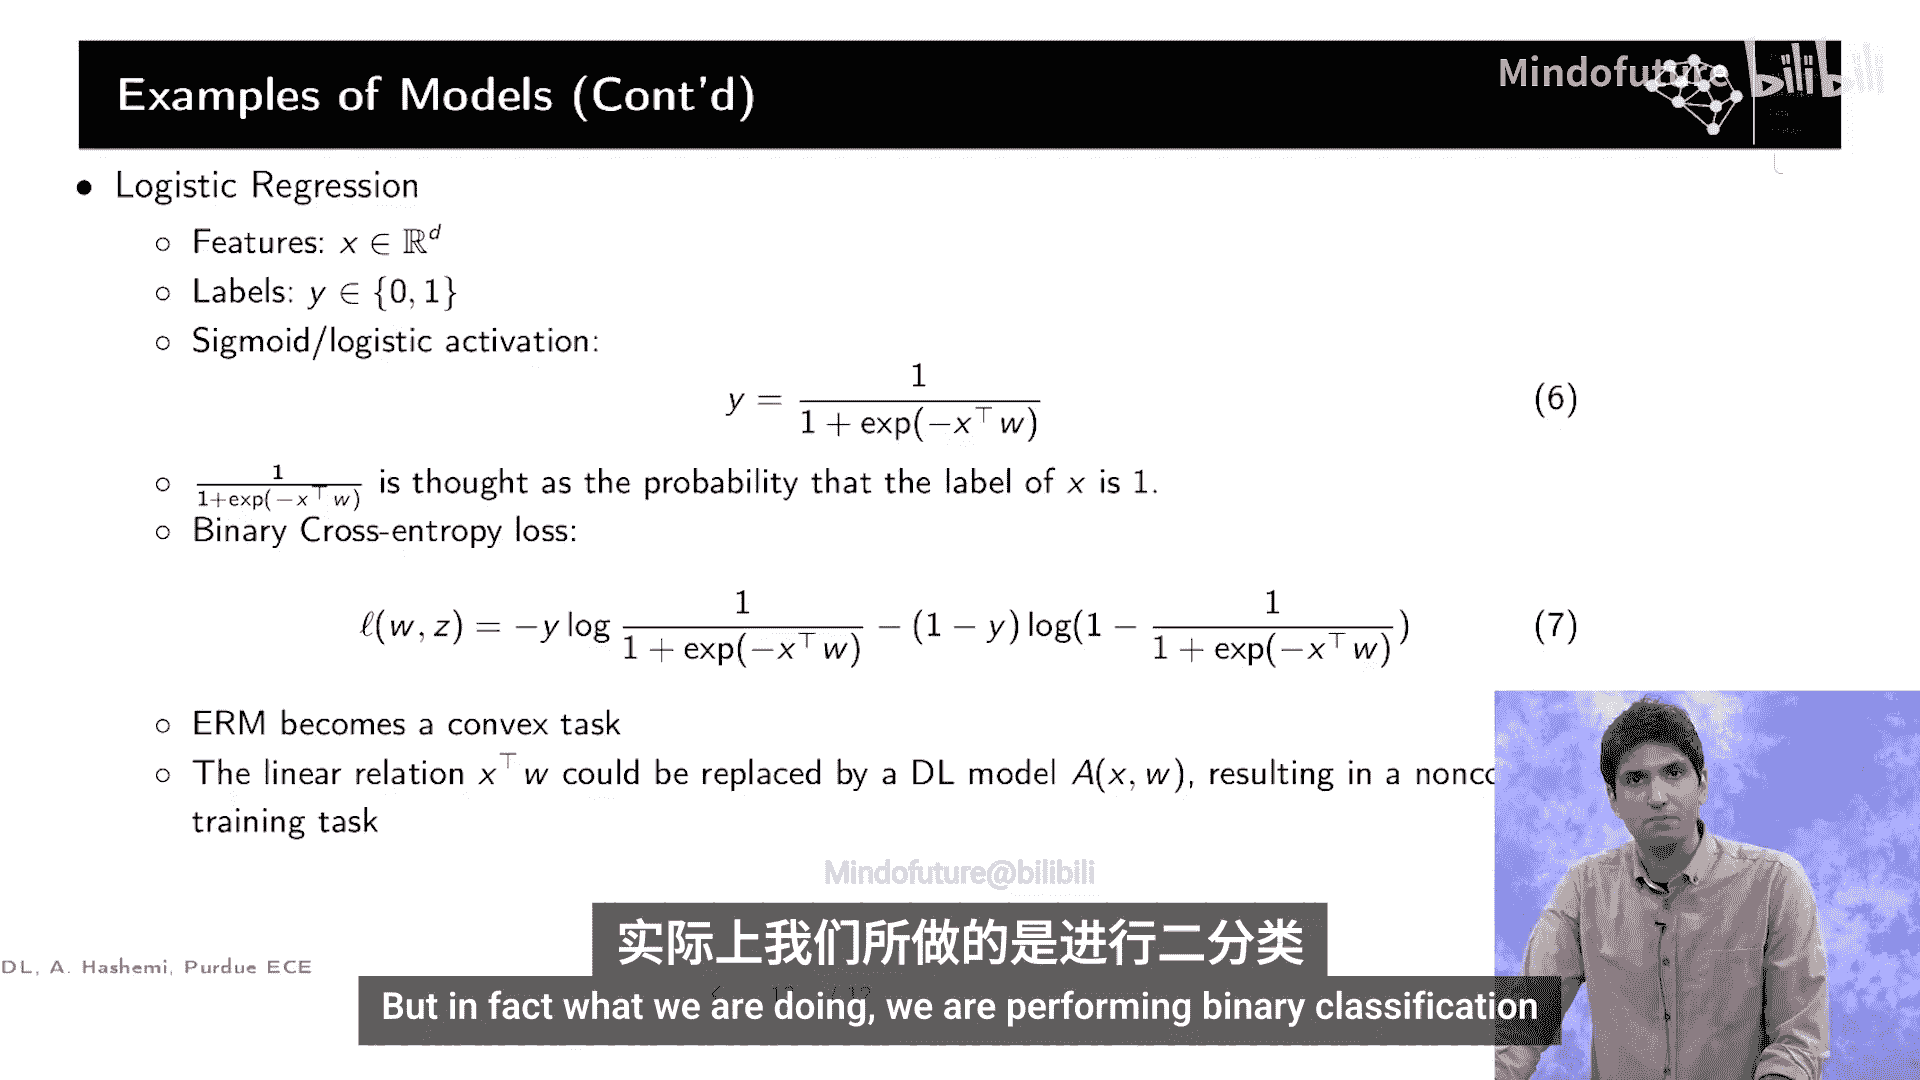 Examples of Models (Cont'd)
Mindofuture
bilibili
• Logistic Regression
○ Features: x ∈ ℝᵈ
○ Labels: y ∈ {0, 1}
○ Sigmoid/logistic activation:
y = 1 / (1 + exp(−x⊤w)) (6)
○ 1 / (1+exp(−x⊤w)) is thought as the probability that the label of x is 1.
○ Binary Cross-entropy loss:
ℓ(w, z) = −y log 1 / (1 + exp(−x⊤w)) − (1 − y) log(1 − 1 / (1 + exp(−x⊤w))) (7)
○ ERM becomes a convex task
○ The linear relation x⊤w could be replaced by a DL model A(x, w), resulting in a nonco
training task
Mindofuture@bilibili
实际上我们所做的是进行二分类
DL, A. Hashemi, Purdue ECE
But in fact what we are doing, we are performing binary classification